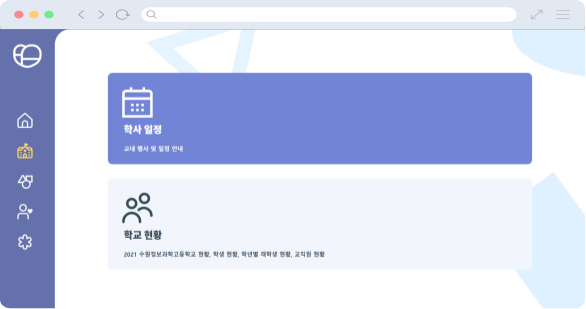 학사 일정
교내 행사 및 일정 안내
학교 현황
2021 수원정보과학고등학교 현황, 학생 현황, 학년별 재학생 현황, 교직원 현황